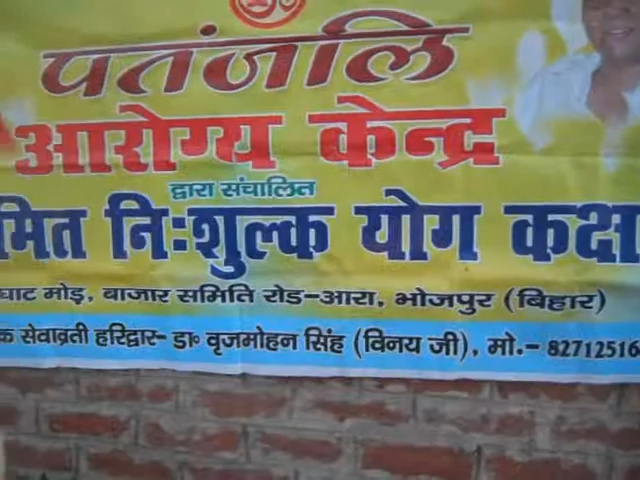 पतंजलि
आरोग्य केन्द्र
द्वारा संचालित
मित निःशुल्क योग कक्षा
घाट मोड़, बाजार समिति रोड-आरा, भोजपुर (बिहार)
क सेवाव्रती हरिद्वार- डा० वृजमोहन सिंह (विनय जी), मो.- 82712516